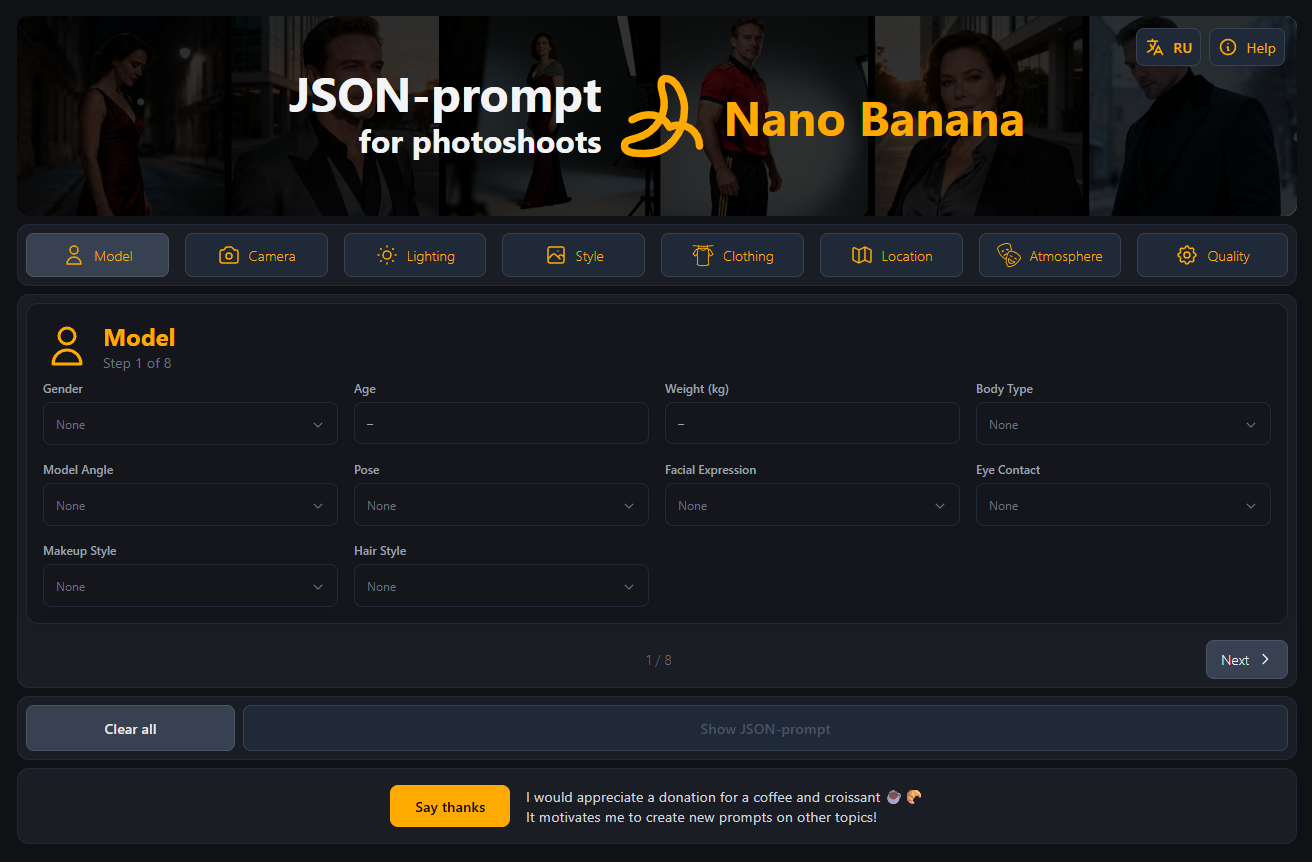 RU
Help
JSON-prompt
for photoshoots
Nano Banana
Model
Camera
Lighting
Style
Clothing
Location
Atmosphere
Quality
Model
Step 1 of 8
Gender
Age
Weight (kg)
Body Type
None
–
–
None
Model Angle
Pose
Facial Expression
Eye Contact
None
None
None
None
Makeup Style
Hair Style
None
None
1 / 8
Next
Clear all
Show JSON-prompt
Say thanks
I would appreciate a donation for a coffee and croissant ☕ 🥐
It motivates me to create new prompts on other topics!